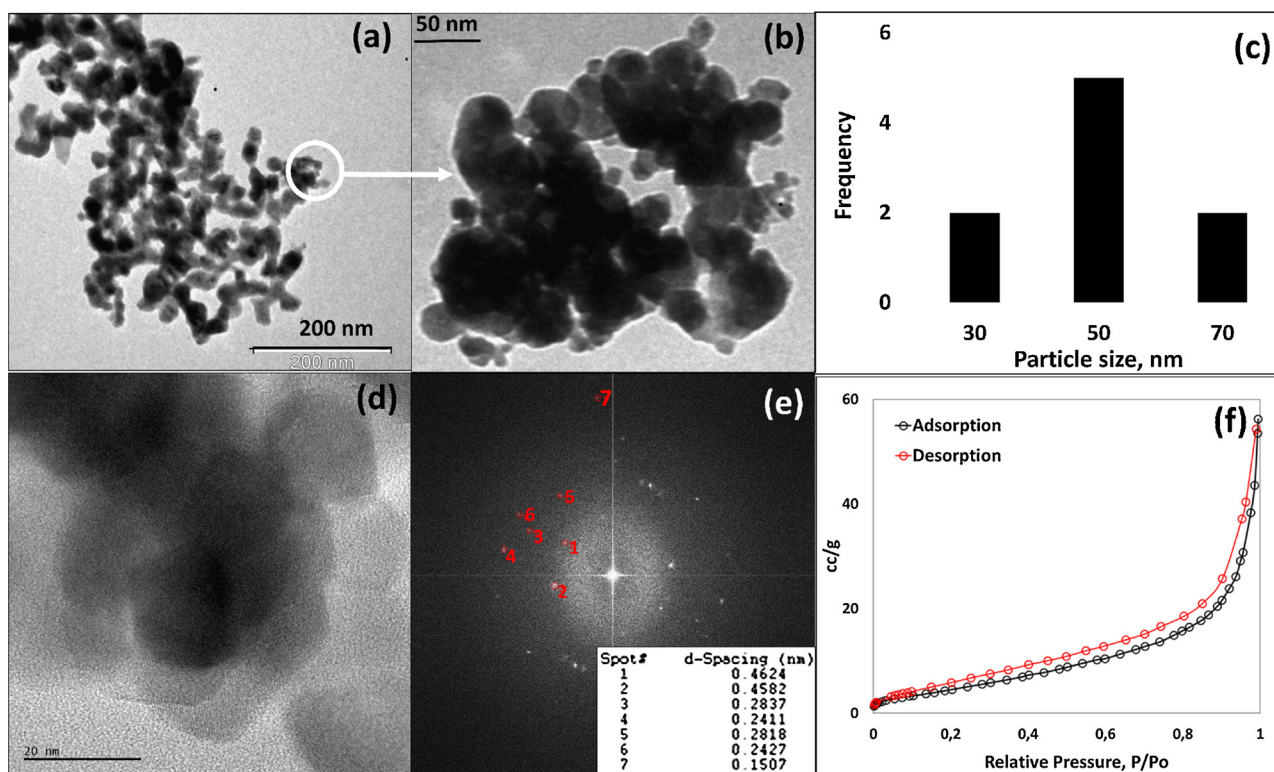 (a)
200 nm
200 nm
50 nm
(b)
(c)
Frequency
6
4
2
0
30 50 70
Particle size, nm
(d)
20 nm
(e)
7
5
6
3
1
4
2
Spot# d-Spacing (nm)
1 0.4624
2 0.4582
3 0.2837
4 0.2411
5 0.2818
6 0.2427
7 0.1507
(f)
Adsorption
Desorption
cc/g
60
40
20
0
0 0,2 0,4 0,6 0,8 1
Relative Pressure, P/Po